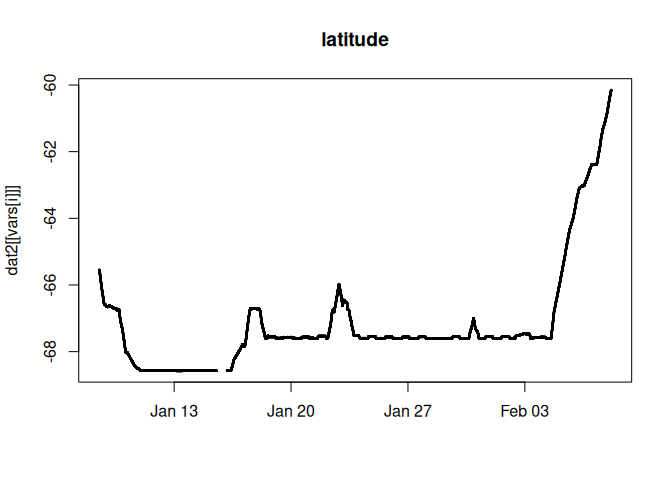 latitude
dat2[[vars[i]]]
-60
-62
-64
-66
-68
Jan 13
Jan 20
Jan 27
Feb 03